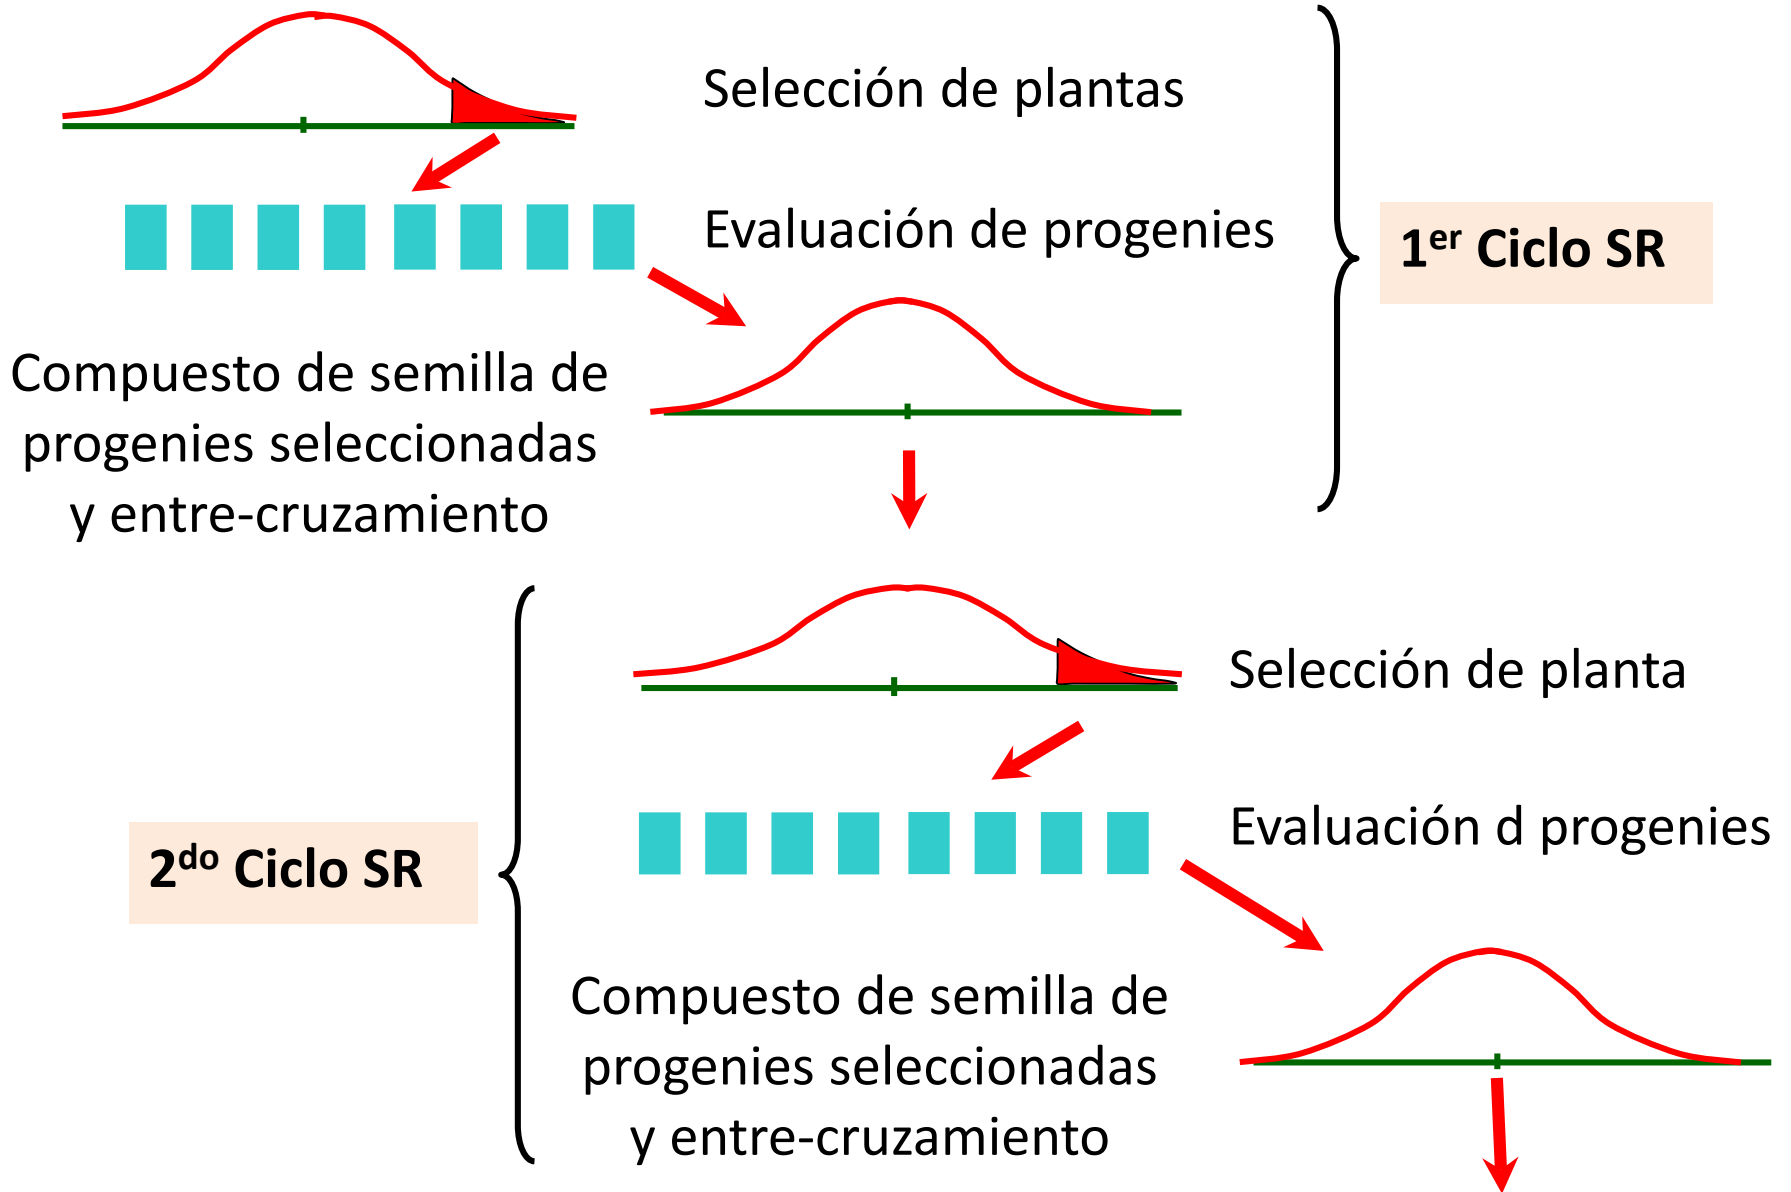 Selección de plantas
Evaluación de progenies
1er Ciclo SR
Compuesto de semilla de
progenies seleccionadas
y entre-cruzamiento
Selección de planta
Evaluación d progenies
2do Ciclo SR
Compuesto de semilla de
progenies seleccionadas
y entre-cruzamiento